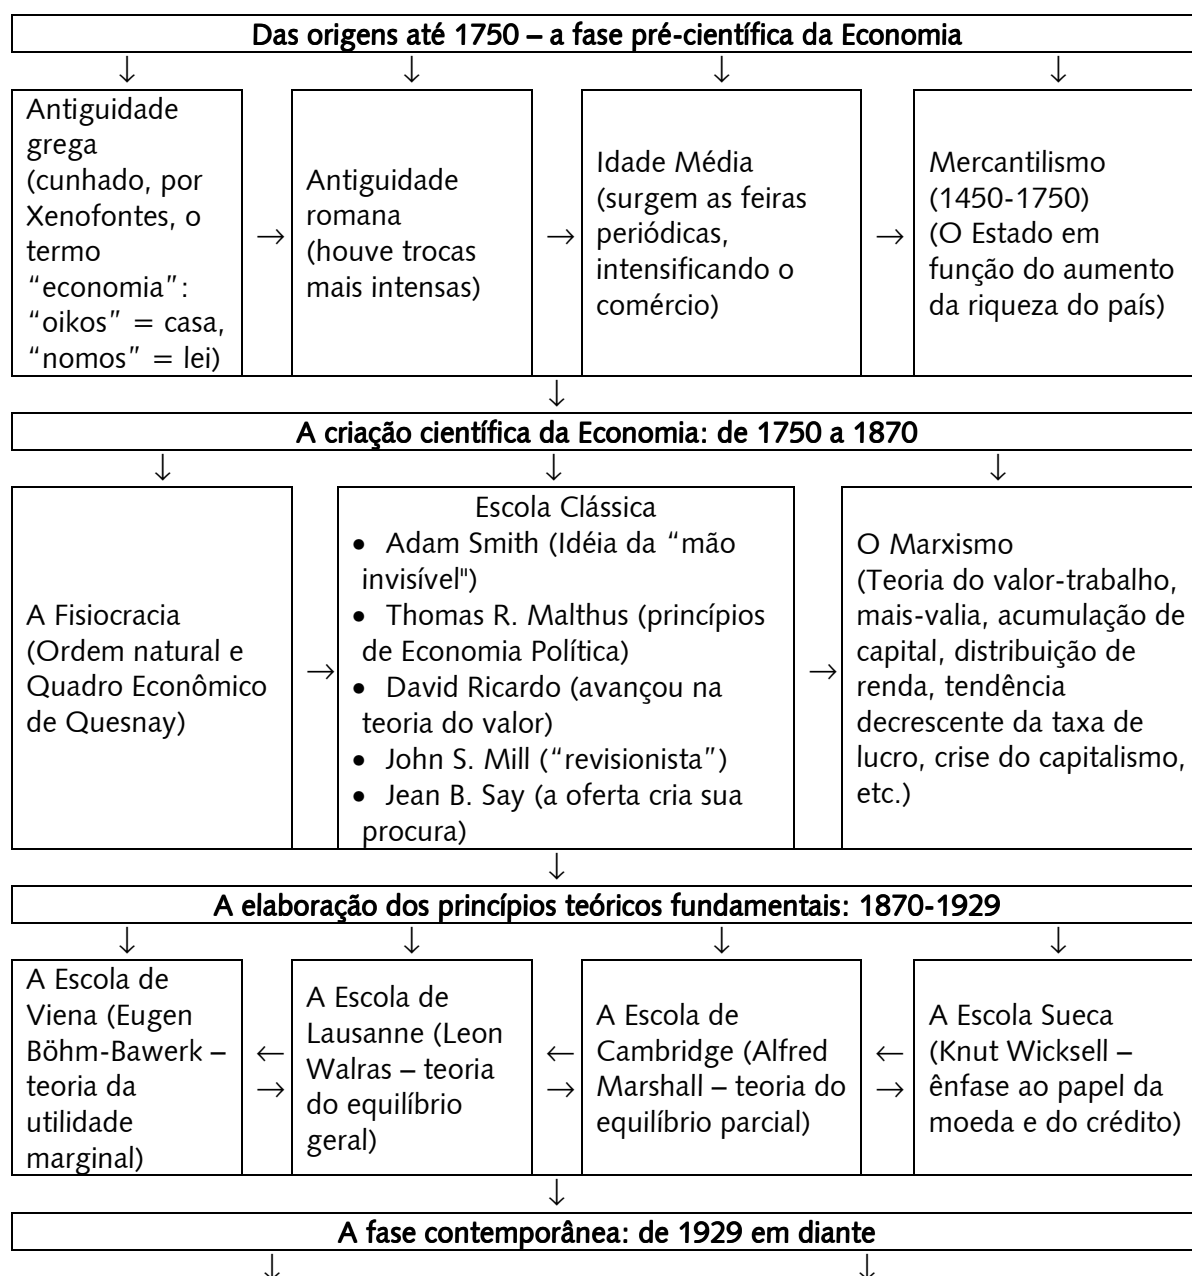 Das origens até 1750 – a fase pré-científica da Economia
↓ ↓ ↓ ↓
Antiguidade
grega
(cunhado, por
Xenofontes, o
termo
“economia”:
“oikos” = casa,
“nomos” = lei)
→
Antiguidade
romana
(houve trocas
mais intensas)
→
Idade Média
(surgem as feiras
periódicas,
intensificando o
comércio)
→
Mercantilismo
(1450-1750)
(O Estado em
função do aumento
da riqueza do país)
↓
A criação científica da Economia: de 1750 a 1870
↓ ↓ ↓
A Fisiocracia
(Ordem natural e
Quadro Econômico
de Quesnay)
→
Escola Clássica
• Adam Smith (Idéia da “mão
invisível")
• Thomas R. Malthus (princípios
de Economia Política)
• David Ricardo (avançou na
teoria do valor)
• John S. Mill (“revisionista”)
• Jean B. Say (a oferta cria sua
procura)
→
O Marxismo
(Teoria do valor-trabalho,
mais-valia, acumulação de
capital, distribuição de
renda, tendência
decrescente da taxa de
lucro, crise do capitalismo,
etc.)
↓
A elaboração dos princípios teóricos fundamentais: 1870-1929
↓ ↓ ↓ ↓
A Escola de
Viena (Eugen
Böhm-Bawerk –
teoria da
utilidade
marginal)
←
→
A Escola de
Lausanne (Leon
Walras – teoria
do equilíbrio
geral)
←
→
A Escola de
Cambridge (Alfred
Marshall – teoria do
equilíbrio parcial)
←
→
A Escola Sueca
(Knut Wicksell –
ênfase ao papel da
moeda e do crédito)
↓
A fase contemporânea: de 1929 em diante
↓ ↓